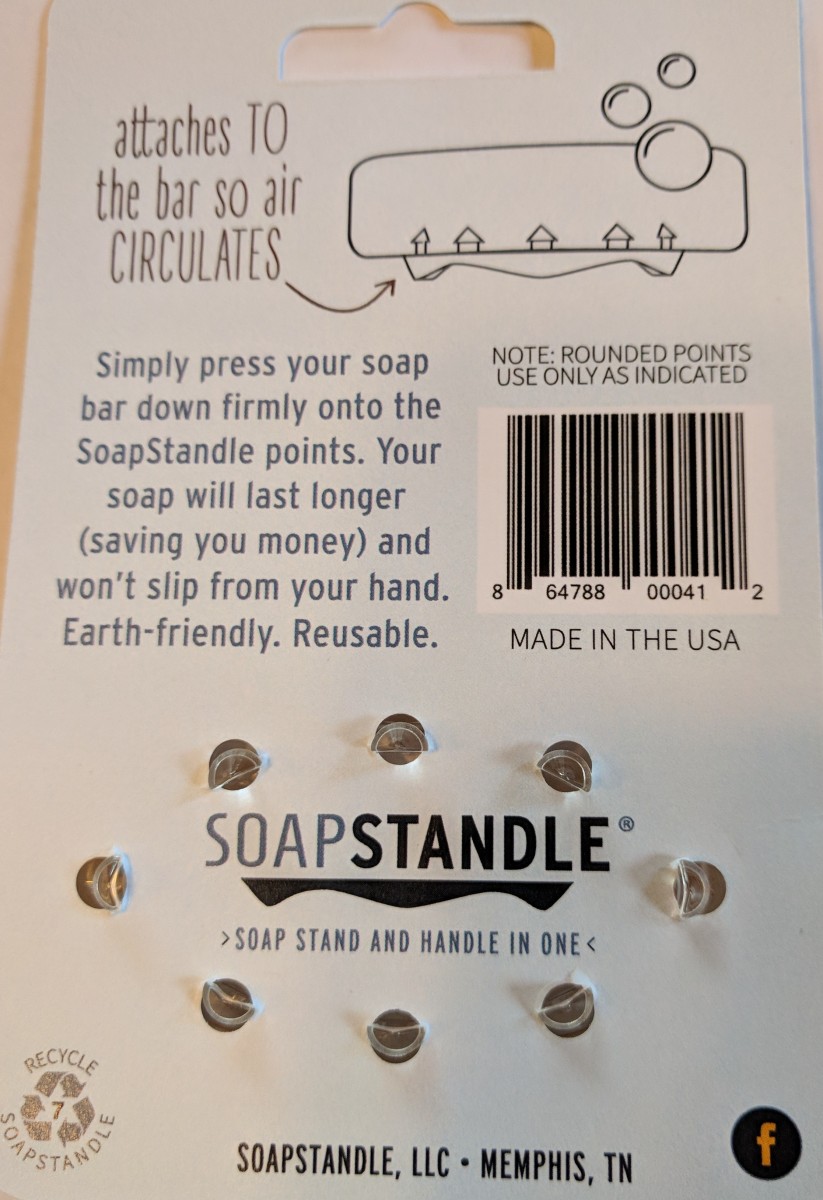 attaches TO
the bar so air
CIRCULATES
Simply press your soap
bar down firmly onto the
SoapStandle points. Your
soap will last longer
(saving you money) and
won't slip from your hand.
Earth-friendly. Reusable.
NOTE: ROUNDED POINTS
USE ONLY AS INDICATED
8 64788 00041 2
MADE IN THE USA
SOAPSTANDLE®
>SOAP STAND AND HANDLE IN ONE<
RECYCLE
7
SOAPSTANDLE
SOAPSTANDLE, LLC • MEMPHIS, TN
f